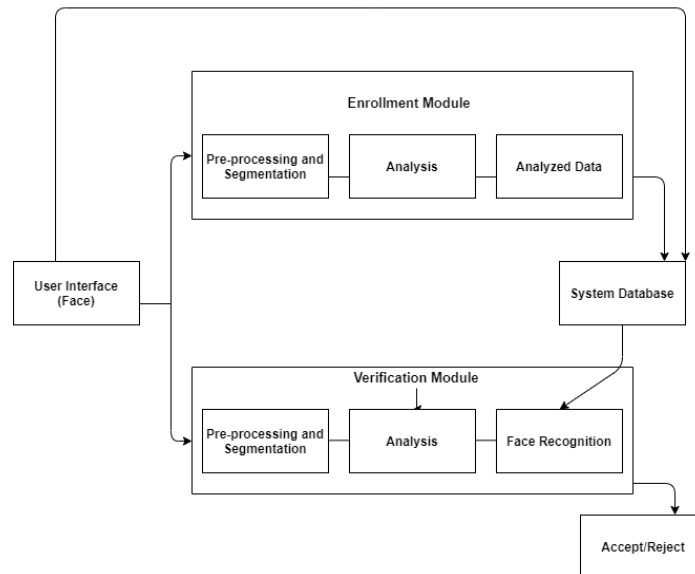 Enrollment Module
Pre-processing and
Segmentation
Analysis
Analyzed Data
User Interface
(Face)
System Database
Verification Module
Pre-processing and
Segmentation
Analysis
Face Recognition
Accept/Reject